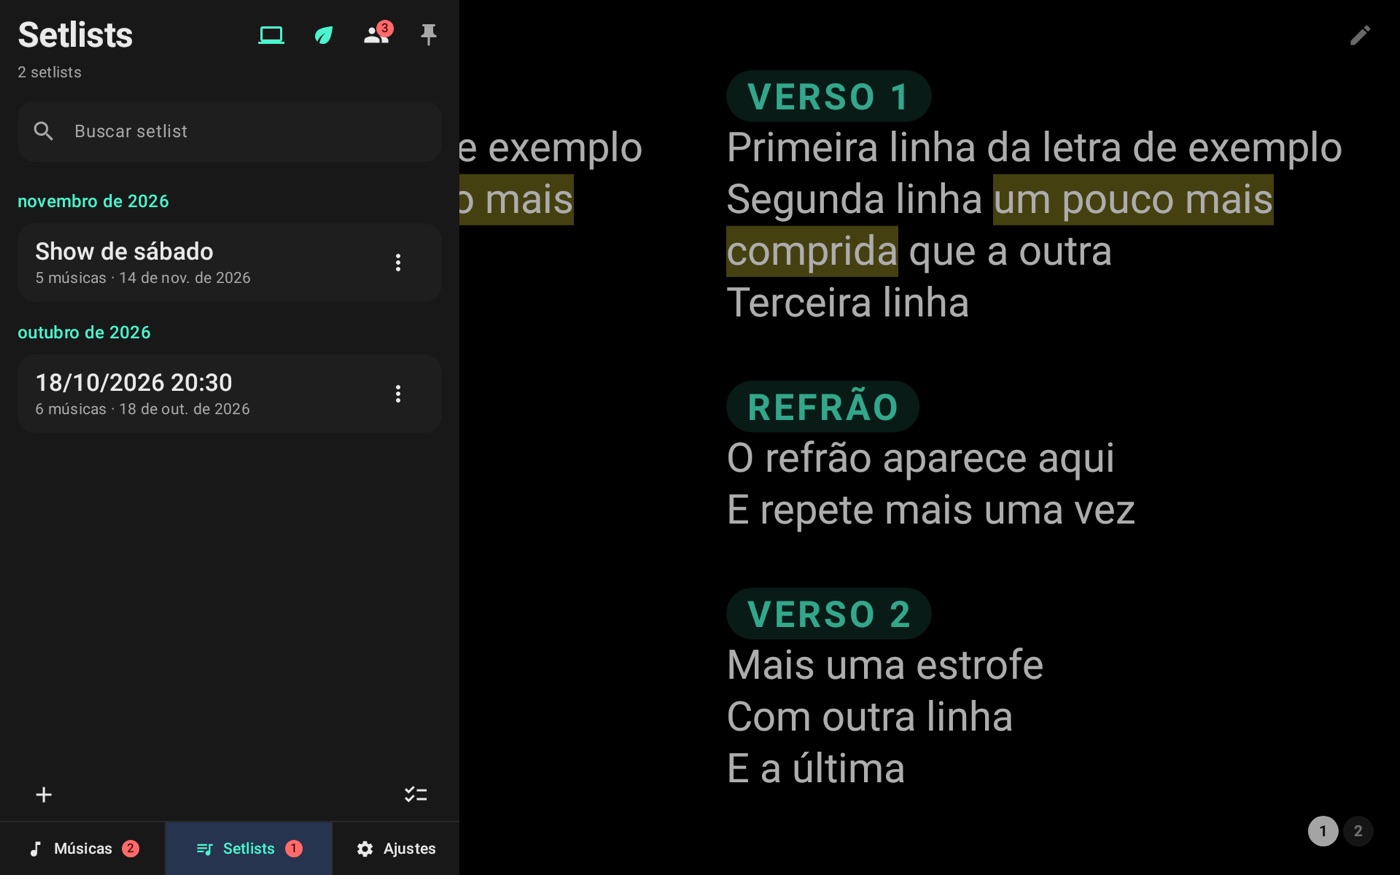 Setlists
3
2 setlists
Buscar setlist
novembro de 2026
Show de sábado
5 músicas · 14 de nov. de 2026
outubro de 2026
18/10/2026 20:30
6 músicas · 18 de out. de 2026
Músicas 2
Setlists 1
Ajustes
e exemplo
o mais
VERSO 1
Primeira linha da letra de exemplo
Segunda linha um pouco mais
comprida que a outra
Terceira linha
REFRÃO
O refrão aparece aqui
E repete mais uma vez
VERSO 2
Mais uma estrofe
Com outra linha
E a última
1 2